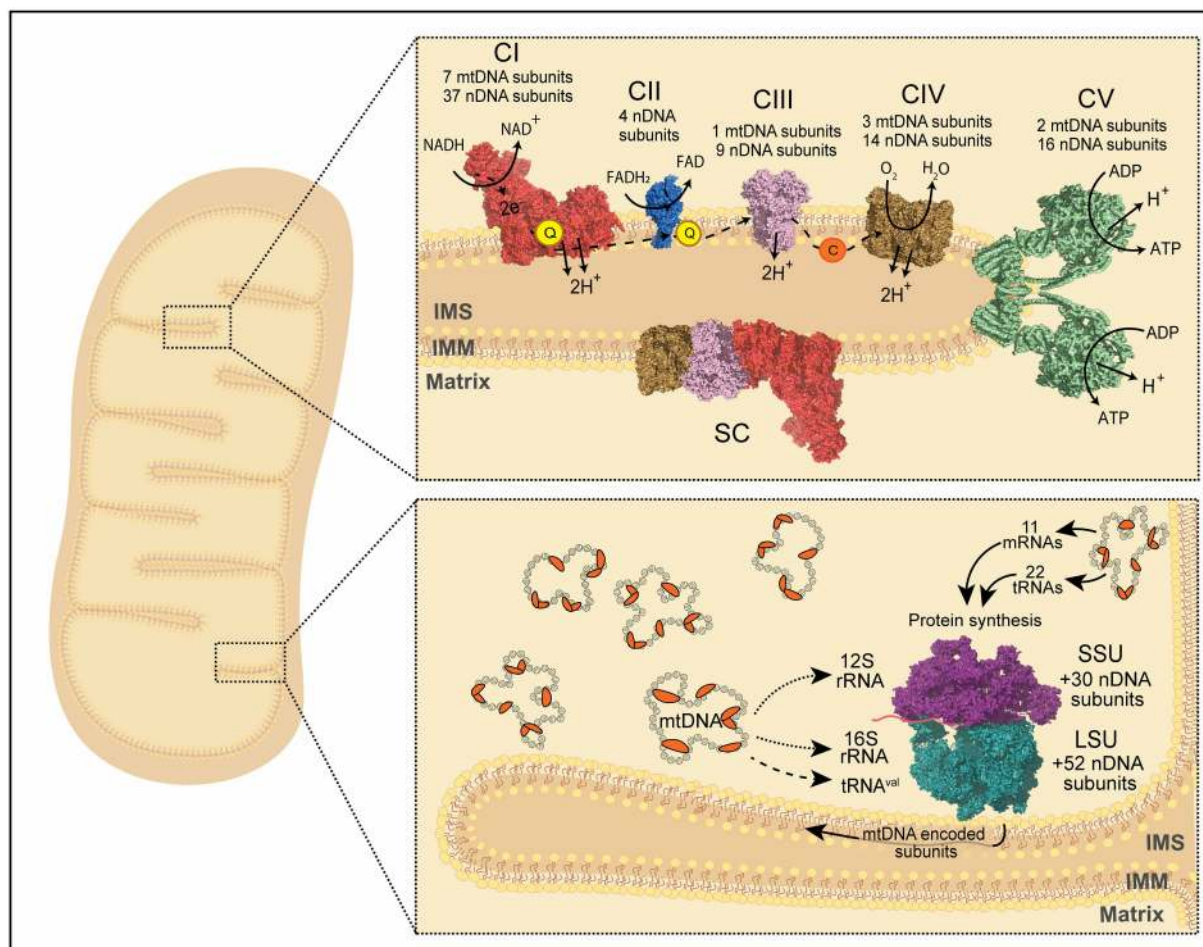 CI
7 mtDNA subunits
37 nDNA subunits
NADH
NAD+
2e
Q
2H+
CII
4 nDNA
subunits
FADH₂
FAD
Q
CIII
1 mtDNA subunits
9 nDNA subunits
2H+
C
CIV
3 mtDNA subunits
14 nDNA subunits
O₂
H₂O
2H+
CV
2 mtDNA subunits
16 nDNA subunits
ADP
H+
ATP
ADP
H+
ATP
IMS
IMM
Matrix
SC
11
mRNAs
22
tRNAs
Protein synthesis
mtDNA
12S
rRNA
16S
rRNA
tRNAval
SSU
+30 nDNA
subunits
LSU
+52 nDNA
subunits
mtDNA encoded
subunits
IMS
IMM
Matrix